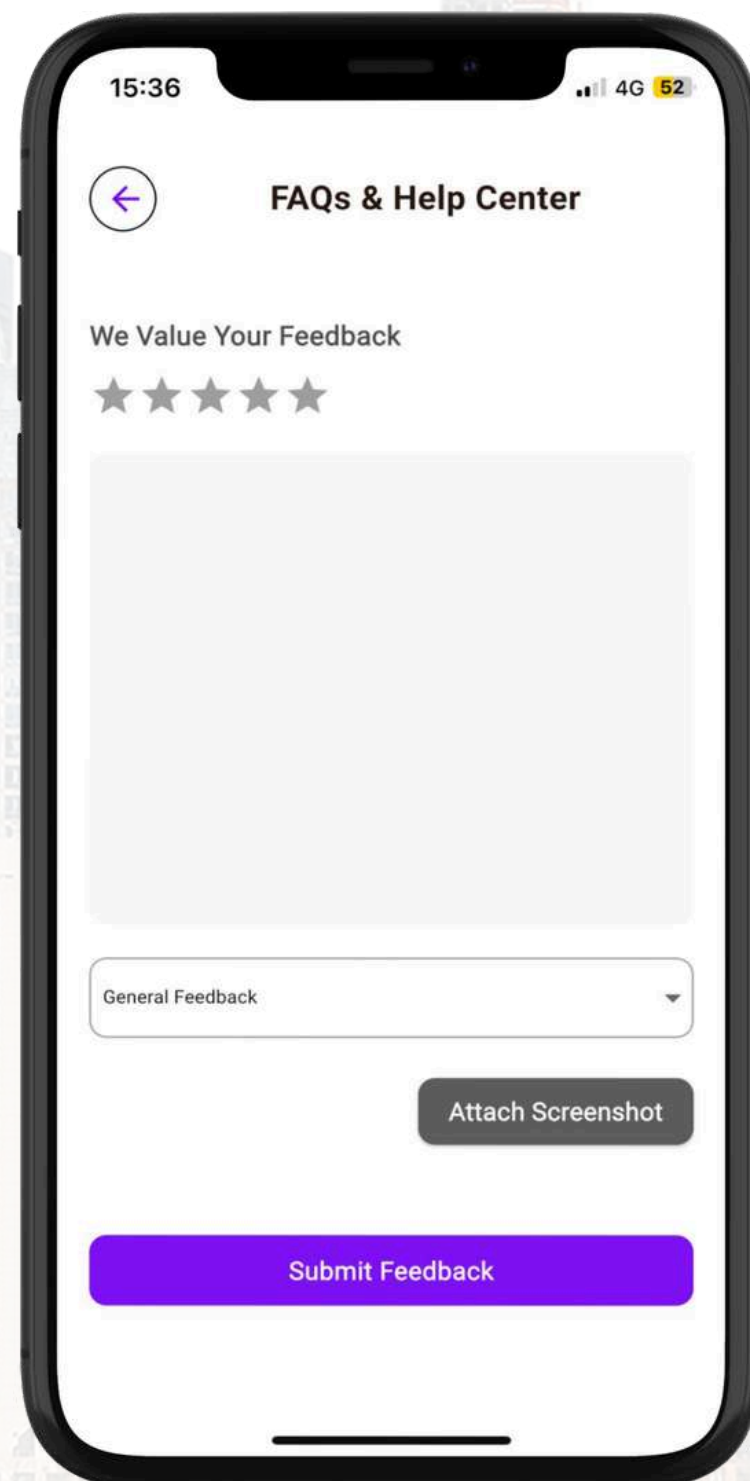 15:36
4G 52
FAQs & Help Center
We Value Your Feedback
General Feedback
Attach Screenshot
Submit Feedback